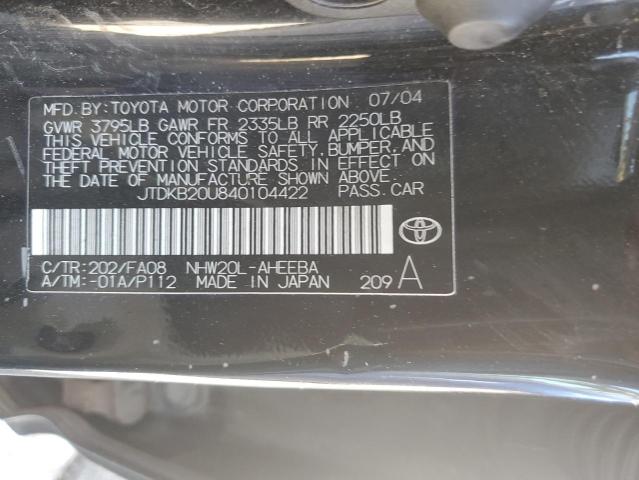 MFD. BY: TOYOTA MOTOR CORPORATION 07/04
GVWR 3795LB GAWR FR 2335LB RR 2250LB
THIS VEHICLE CONFORMS TO ALL APPLICABLE
FEDERAL MOTOR VEHICLE SAFETY, BUMPER, AND
THEFT PREVENTION STANDARDS IN EFFECT ON
THE DATE OF MANUFACTURE SHOWN ABOVE.
JTDKB20U840104422 PASS. CAR
C/TR: 202/FA08 NHW20L-AHEEBA
A/TM: -01A/P112 MADE IN JAPAN 209 A